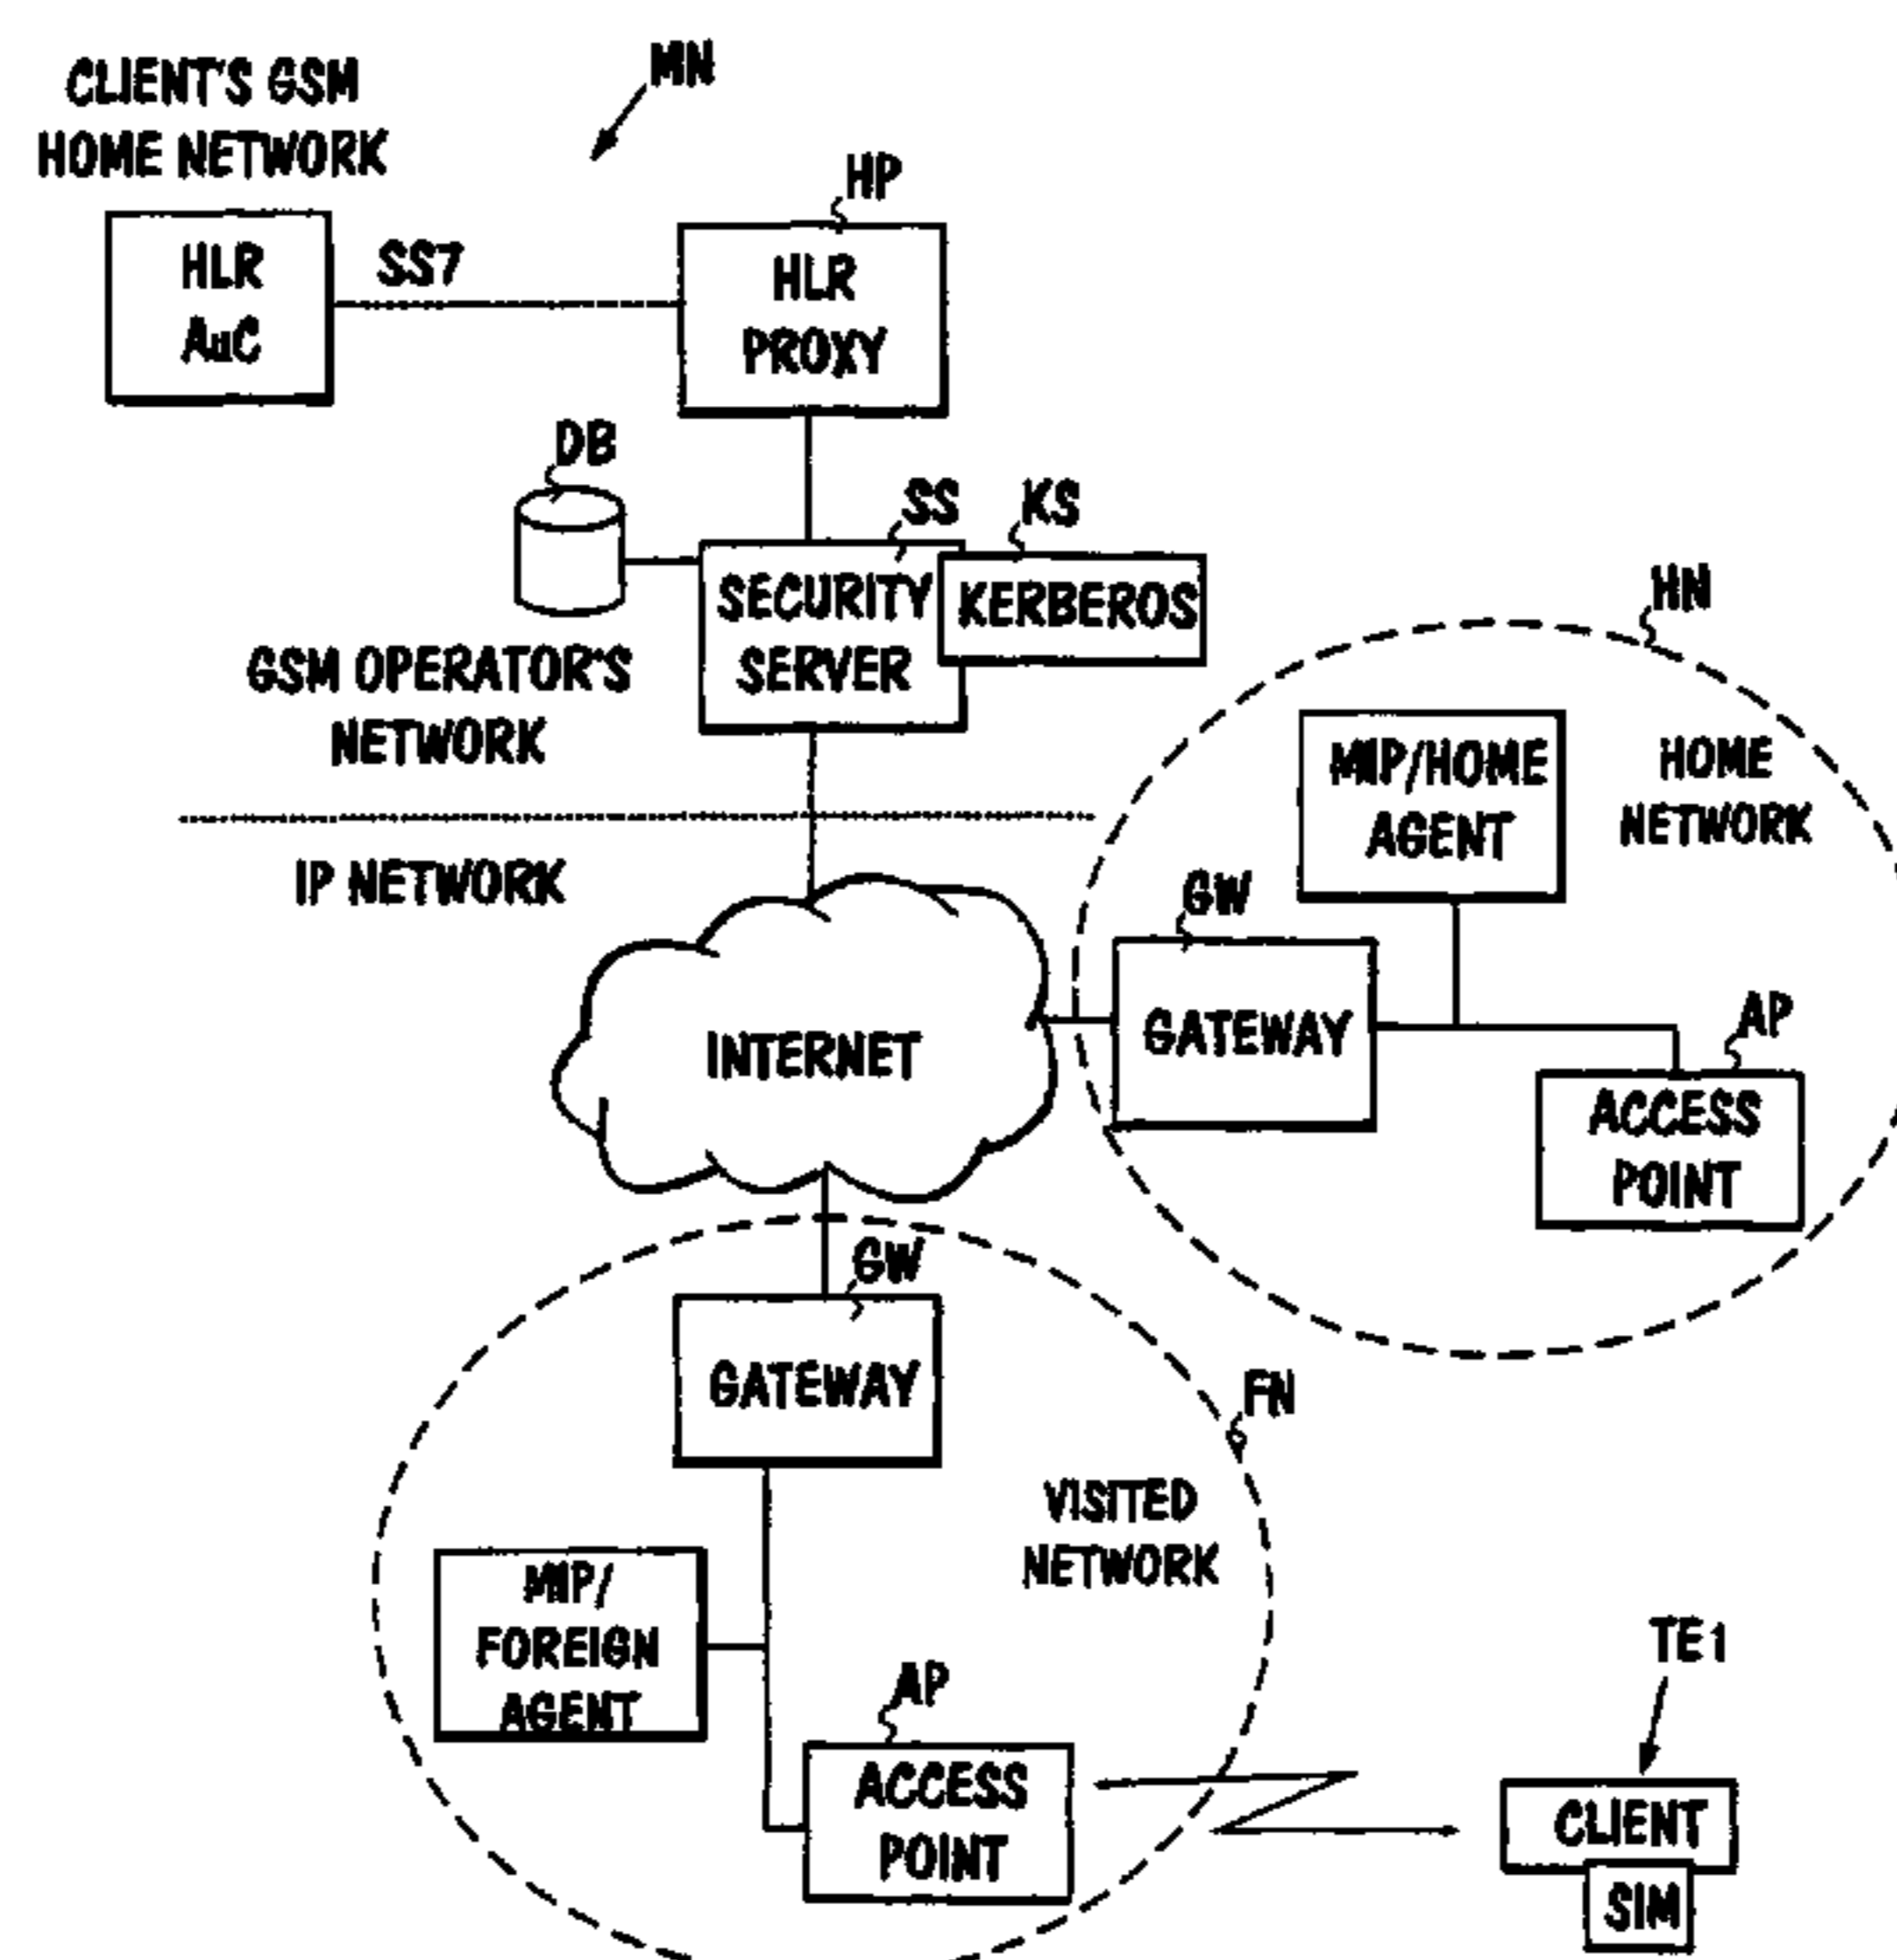 CLIENT'S GSM
HOME NETWORK
MN
HP
HLR
AuC
SS7
HLR
PROXY
DB
SS
KS
SECURITY
SERVER
KERBEROS
GSM OPERATOR'S
NETWORK
IP NETWORK
HN
MIP/HOME
AGENT
HOME
NETWORK
GW
GATEWAY
AP
ACCESS
POINT
INTERNET
GW
GATEWAY
FN
VISITED
NETWORK
MIP/
FOREIGN
AGENT
AP
ACCESS
POINT
TE1
CLIENT
SIM